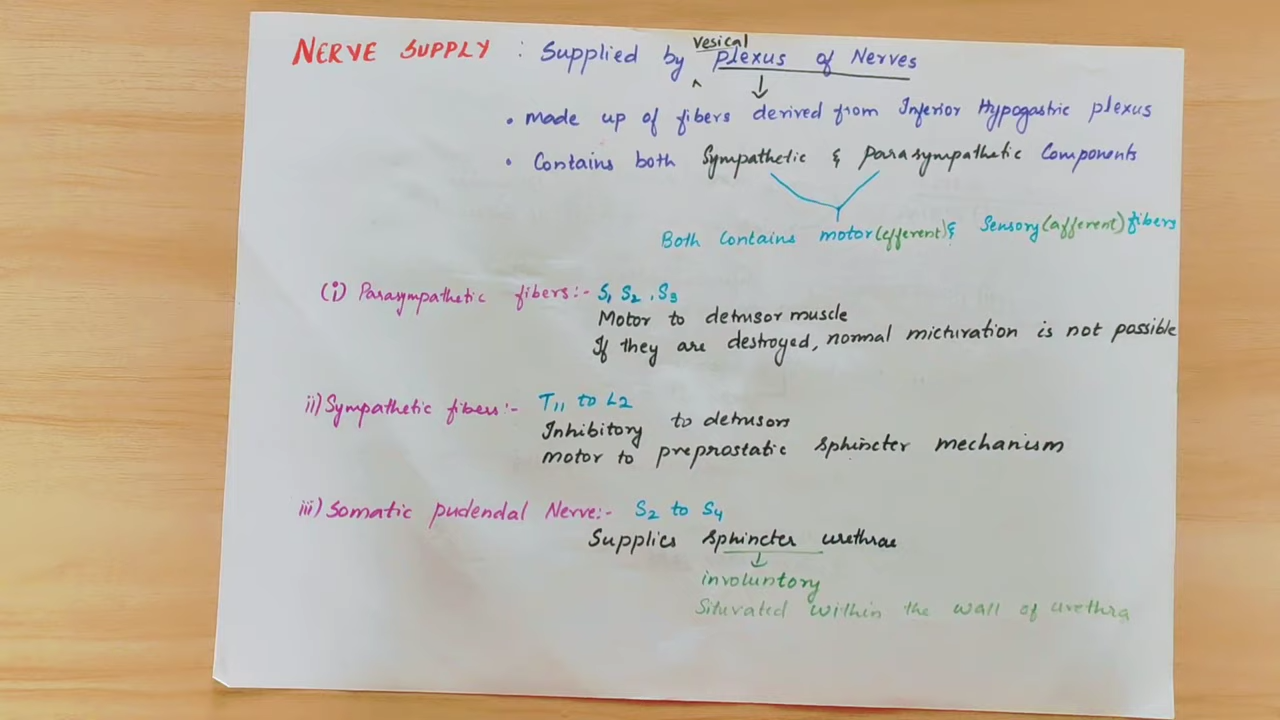 NERVE SUPPLY : Supplied by vesical plexus of Nerves
• made up of fibers derived from Inferior Hypogastric plexus
• Contains both Sympathetic & Parasympathetic Components
Both Contains motor(efferent)& Sensory(afferent)fibers
(i) Parasympathetic fibers:- S1 S2 , S3
Motor to detrusor muscle
If they are destroyed, normal micturation is not possible
ii) Sympathetic fibers:- T11 to L2
Inhibitory to detrusors
motor to preprostatic sphincter mechanism
iii) Somatic pudendal Nerve:- S2 to S4
Supplies sphincter urethrae
involuntory
Situvated within the wall of urethra